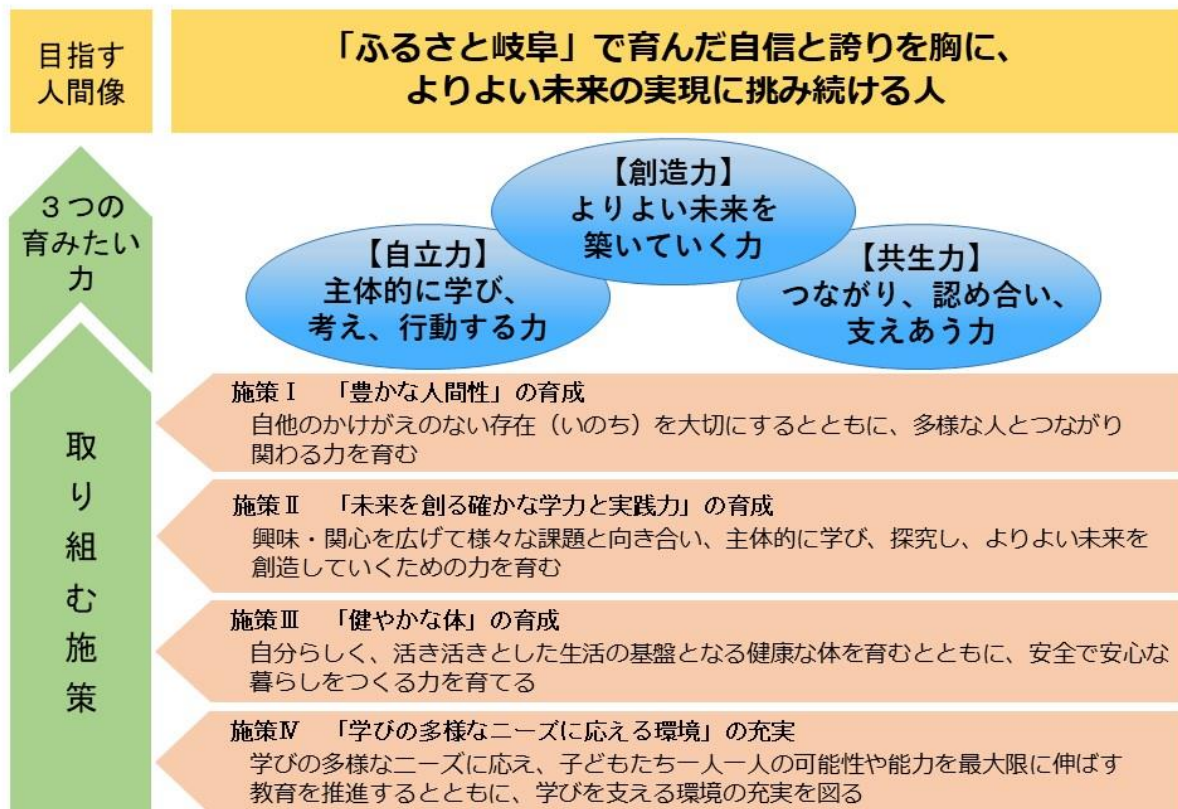 目指す
人間像
「ふるさと岐阜」で育んだ自信と誇りを胸に、
よりよい未来の実現に挑み続ける人
３つの
育みたい
力
【創造力】
よりよい未来を
築いていく力
【自立力】
主体的に学び、
考え、行動する力
【共生力】
つながり、認め合い、
支えあう力
取り組む施策
施策Ⅰ　「豊かな人間性」の育成
自他のかけがえのない存在（いのち）を大切にするとともに、多様な人とつながり
関わる力を育む
施策Ⅱ　「未来を創る確かな学力と実践力」の育成
興味・関心を広げて様々な課題と向き合い、主体的に学び、探究し、よりよい未来を
創造していくための力を育む
施策Ⅲ　「健やかな体」の育成
自分らしく、活き活きとした生活の基盤となる健康な体を育むとともに、安全で安心な
暮らしをつくる力を育てる
施策Ⅳ　「学びの多様なニーズに応える環境」の充実
学びの多様なニーズに応え、子どもたち一人一人の可能性や能力を最大限に伸ばす
教育を推進するとともに、学びを支える環境の充実を図る